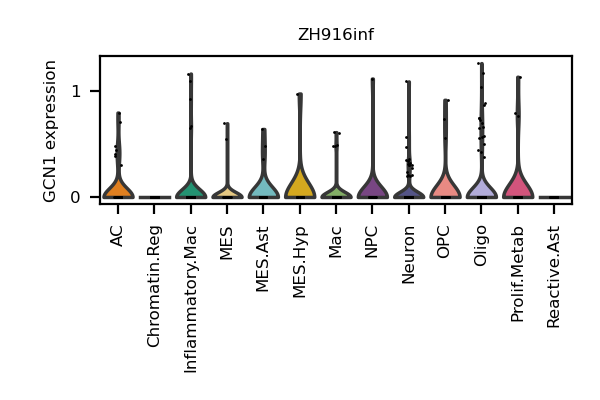 ZH916inf
GCN1 expression
1
0
AC
Chromatin.Reg
Inflammatory.Mac
MES
MES.Ast
MES.Hyp
Mac
NPC
Neuron
OPC
Oligo
Prolif.Metab
Reactive.Ast